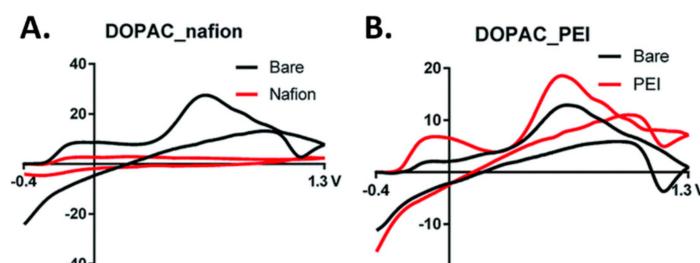 A.
DOPAC_nafion
40
20
-20
-40
-0.4
1.3 V
Bare
Nafion
B.
DOPAC_PEI
20
10
-10
-0.4
1.3 V
Bare
PEI